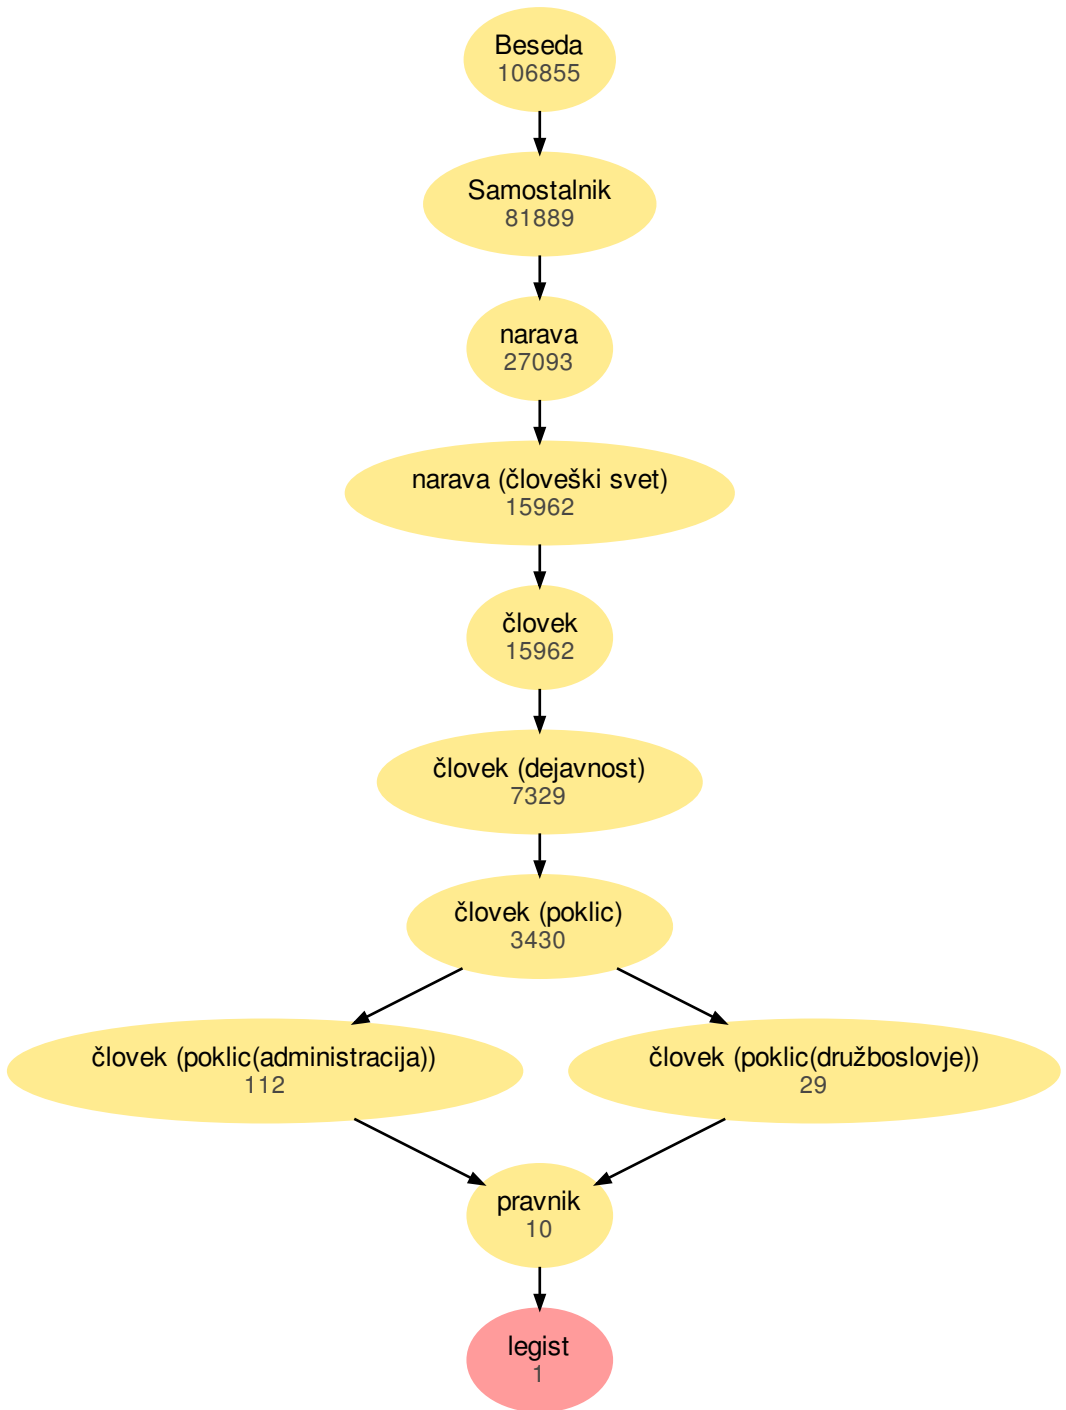 Beseda
106855
Samostalnik
81889
narava
27093
narava (človeški svet)
15962
človek
15962
človek (dejavnost)
7329
človek (poklic)
3430
človek (poklic(administracija))
112
človek (poklic(družboslovje))
29
pravnik
10
legist
1